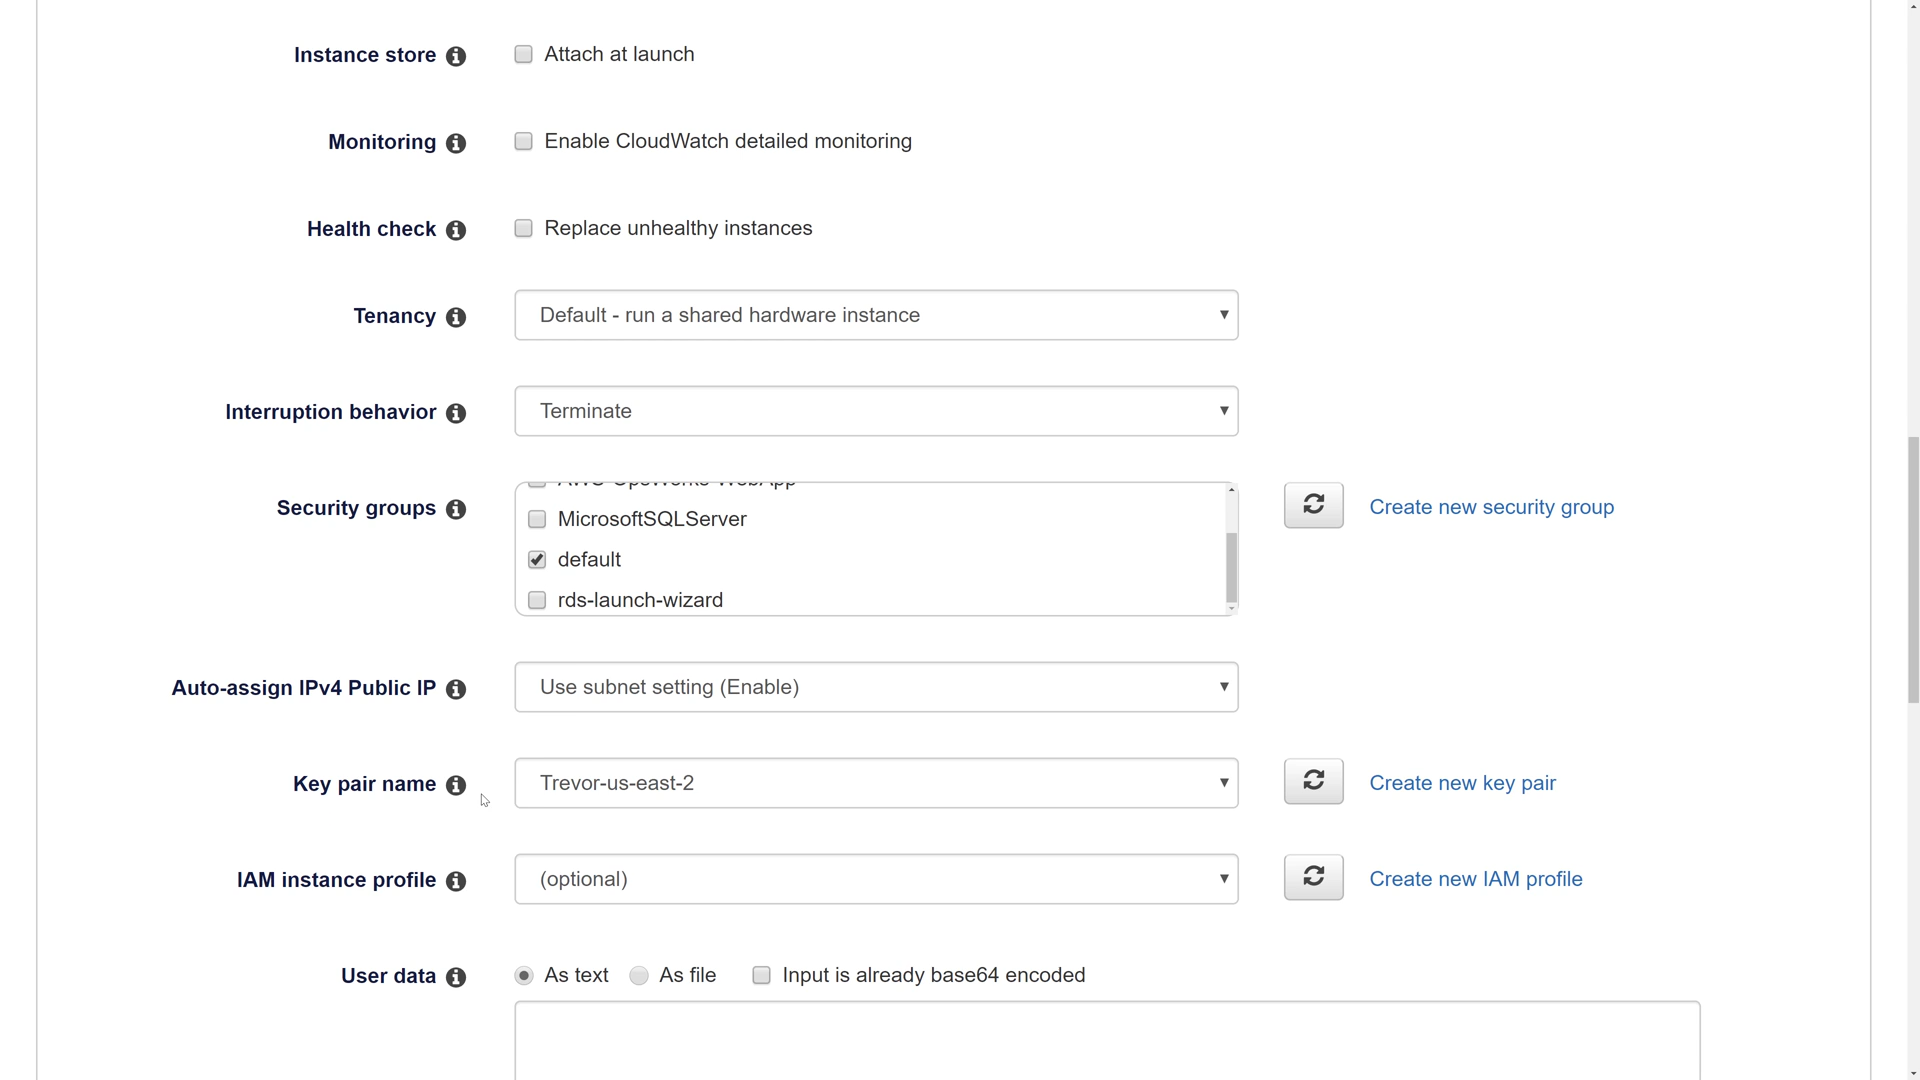 Instance store Attach at launch
Monitoring Enable CloudWatch detailed monitoring
Health check Replace unhealthy instances
Tenancy Default - run a shared hardware instance
Interruption behavior Terminate
AWS-OpsWorks-WebApp
Security groups Create new security group
MicrosoftSQLServer
default
rds-launch-wizard
Auto-assign IPv4 Public IP Use subnet setting (Enable)
Key pair name Trevor-us-east-2 Create new key pair
IAM instance profile (optional) Create new IAM profile
User data As text As file Input is already base64 encoded